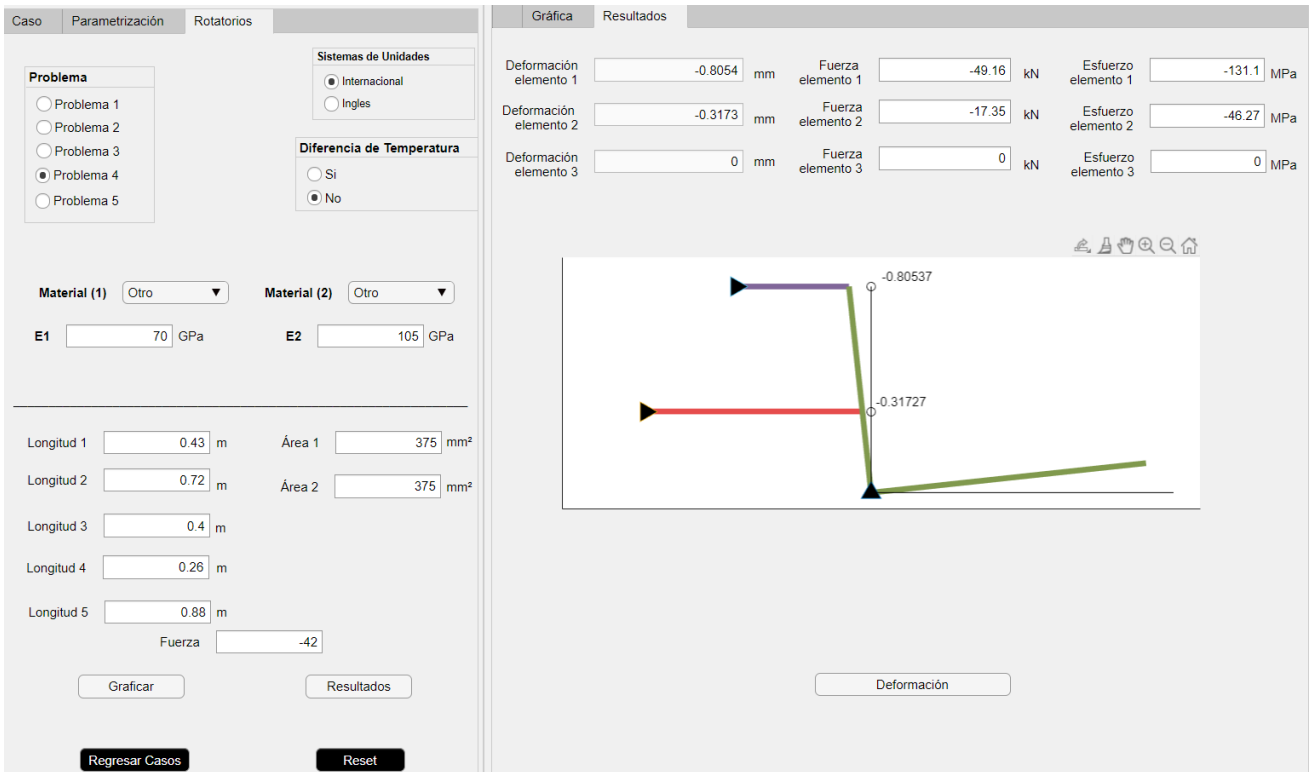 Caso Parametrización Rotatorios
Sistemas de Unidades
Internacional
Ingles
Problema
Problema 1
Problema 2
Problema 3
Problema 4
Problema 5
Diferencia de Temperatura
Si
No
Material (1) Otro Material (2) Otro
E1 70 GPa E2 105 GPa
Longitud 1 0.43 m Área 1 375 mm²
Longitud 2 0.72 m Área 2 375 mm²
Longitud 3 0.4 m
Longitud 4 0.26 m
Longitud 5 0.88 m
Fuerza -42
Graficar Resultados
Regresar Casos Reset
Gráfica Resultados
Deformación elemento 1 -0.8054 mm Fuerza elemento 1 -49.16 kN Esfuerzo elemento 1 -131.1 MPa
Deformación elemento 2 -0.3173 mm Fuerza elemento 2 -17.35 kN Esfuerzo elemento 2 -46.27 MPa
Deformación elemento 3 0 mm Fuerza elemento 3 0 kN Esfuerzo elemento 3 0 MPa
-0.80537
-0.31727
Deformación